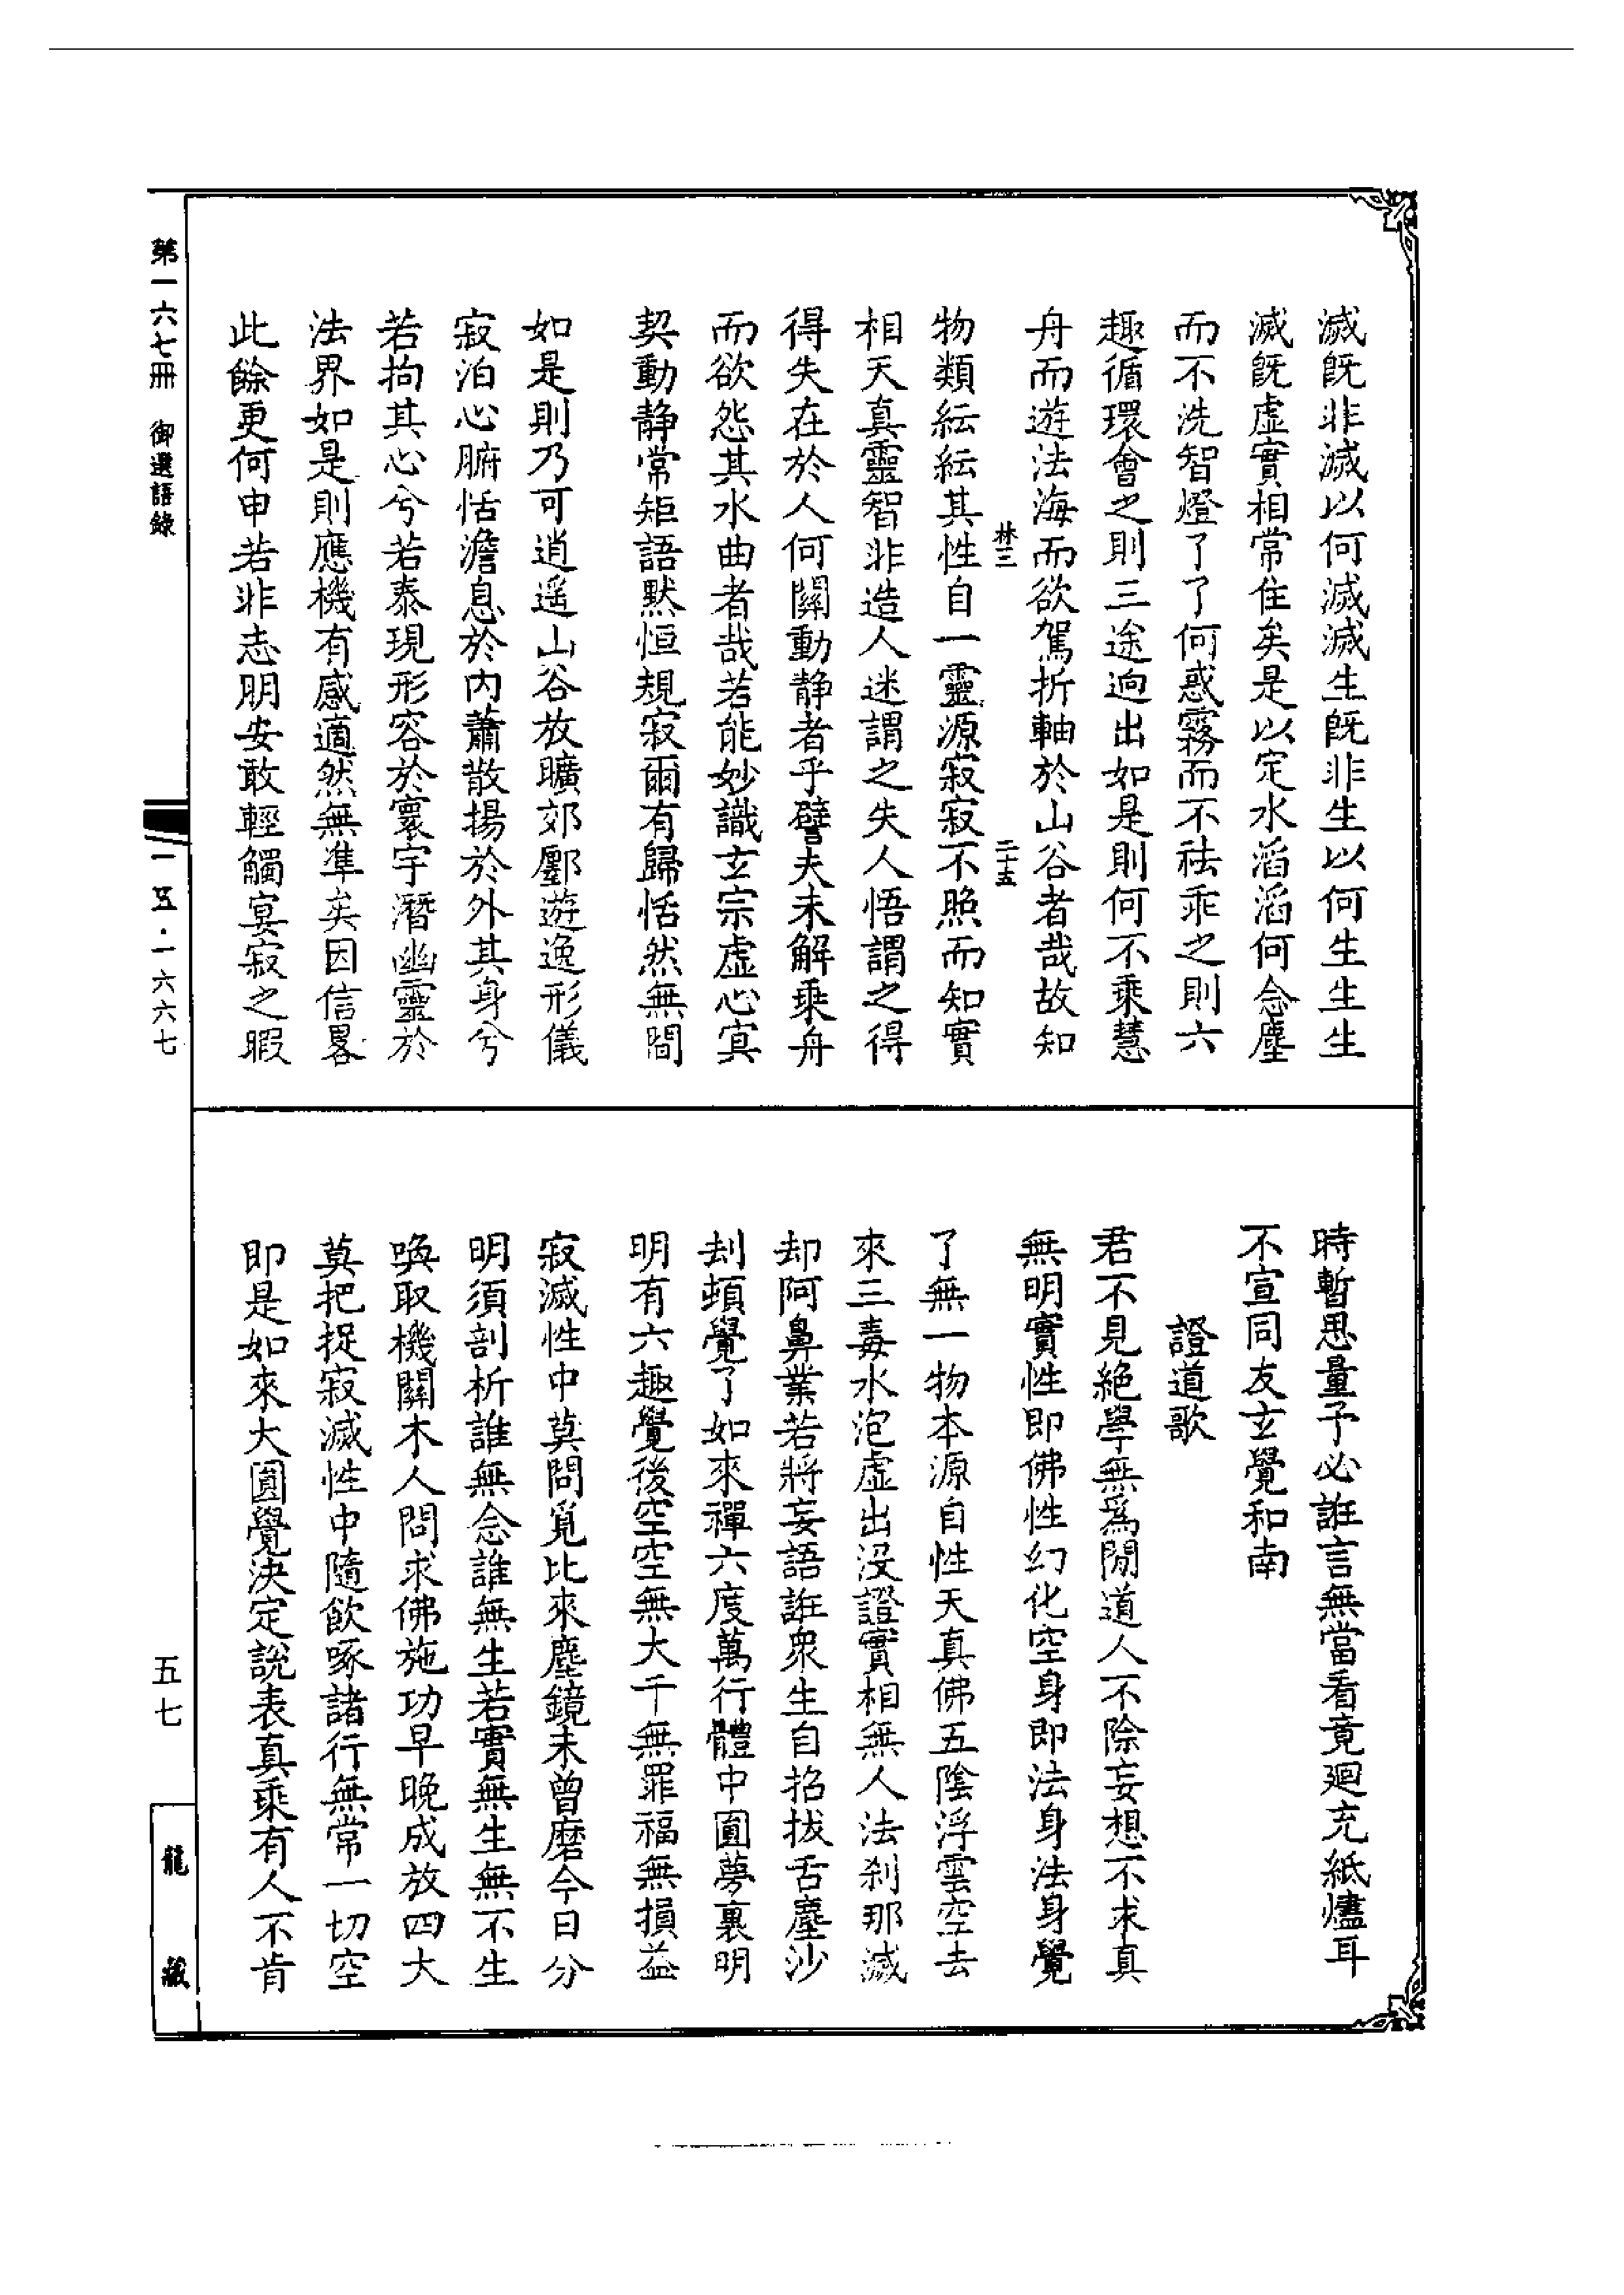 滅既非滅以何滅滅生既非生以何生生生
滅既虛實相常住矣是以定水滔滔何念塵
而不洗智燈了了何惑霧而不祛乖之則六
趣循環會之則三途迥出如是則何不乘慧
舟而遊法海而欲駕折軸於山谷者哉故知
林三
二十五
物類紜紜其性自一靈源寂寂不照而知實
相天真靈智非造人迷謂之失人悟謂之得
得失在於人何關動靜者乎譬夫未解乘舟
而欲怨其水曲者哉若能妙識玄宗虛心㝠
契動靜常矩語默恒規寂爾有歸恬然無間
如是則乃可逍遥山谷放曠郊鄽遊逸形儀
寂泊心腑恬澹息於內蕭散揚於外其身兮
若拘其心兮若泰現形容於寰宇潛幽靈於
法界如是則應機有感適然無準矣因信畧
此餘更何申若非志朋安敢輕觸宴寂之暇
時暫思量予必誑言無當看竟廻充紙燼耳
不宣同友玄覺和南
證道歌
君不見絕學無爲閒道人不除妄想不求真
無明實性即佛性幻化空身即法身法身覺
了無一物本源自性天真佛五陰浮雲空去
來三毒水泡虛出沒證實相無人法剎那滅
却阿鼻業若將妄語誑衆生自招拔舌塵沙
刦頓覺了如來禪六度萬行體中圓夢裏明
明有六趣覺後空空無大千無罪福無損益
寂滅性中莫問覓比來塵鏡未曾磨今日分
明須剖析誰無念誰無生若實無生無不生
喚取機關木人問求佛施功早晚成放四大
莫把捉寂滅性中隨飲啄諸行無常一切空
即是如來大圓覺決定說表真乘有人不肯
第一六七冊 御選語錄
一五·一六六七
五七
龍藏